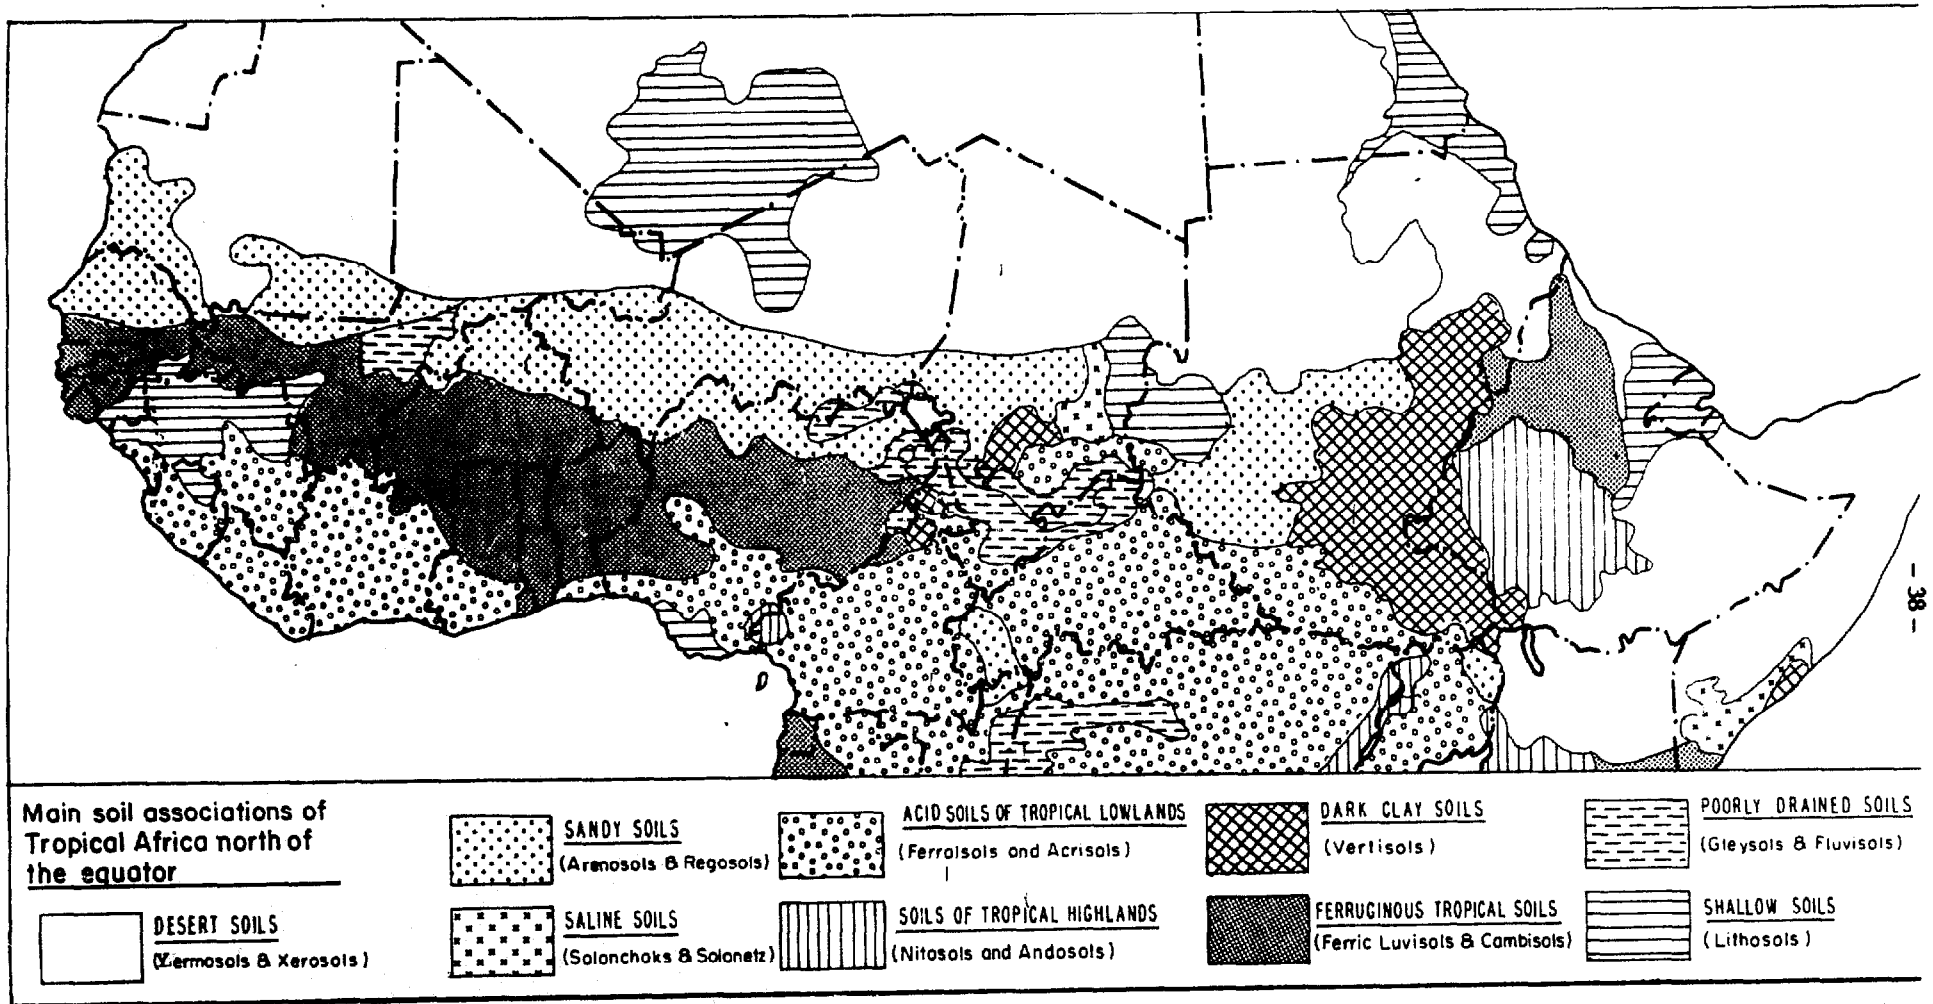 - 38 -
Main soil associations of
Tropical Africa north of
the equator
DESERT SOILS
(Yermosols & Xerosols)
SANDY SOILS
(Arenosols & Regosols)
SALINE SOILS
(Solonchaks & Solonetz)
ACID SOILS OF TROPICAL LOWLANDS
(Ferralsols and Acrisols)
SOILS OF TROPICAL HIGHLANDS
(Nitosols and Andosols)
DARK CLAY SOILS
(Vertisols)
FERRUGINOUS TROPICAL SOILS
(Ferric Luvisols & Cambisols)
POORLY DRAINED SOILS
(Gleysols & Fluvisols)
SHALLOW SOILS
(Lithosols)